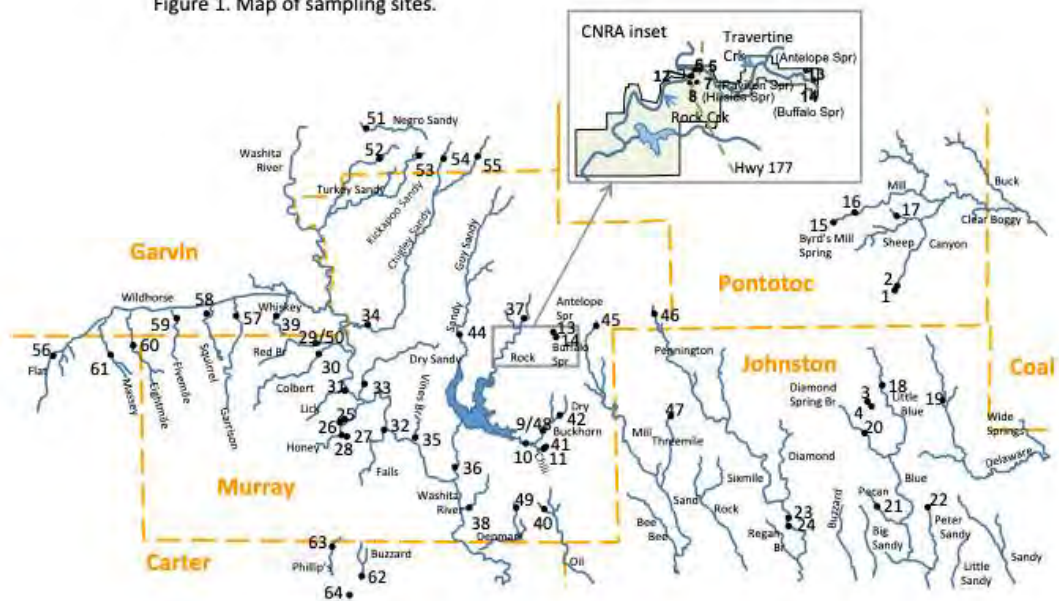 Figure 1. Map of sampling sites.
CNRA inset
Travertine
Crk
(Antelope Spr)
5 6
12
13
7 (Pavilion Spr)
8 (Hillside Spr)
14
(Buffalo Spr)
Rock Crk
Hwy 177
51
Negro Sandy
Washita
River
52
53
54
55
Turkey Sandy
Kickapoo Sandy
Chigley Sandy
Guy Sandy
Sandy
Mill
Buck
16
17
15
Byrd's Mill
Spring
Clear Boggy
Sheep
Canyon
2
1
Garvin
Pontotoc
Wildhorse
58
Whiskey
59
57
39
34
37
Antelope
Spr
13
14
Buffalo
Spr
45
46
44
Rock
29/50
56
Flat
60
61
Red Br
30
Dry Sandy
Pennington
Johnston
Coal
Massey
Eightmile
Fivemile
Squirrel
Garrison
Colbert
31
33
Vines Br
Lick
25
26
27
28
Honey
32
35
Falls
9/48
42
Dry
Buckhorn
41
10
11
Mill
47
Threemile
Diamond
Spring Br
3
4
18
Little
Blue
19
20
Wide
Springs
Delaware
Murray
36
Washita
River
38
49
40
Denman
Oil
Sixmile
Diamond
Sand
Rock
Bee
Bee
Regan
Br
23
24
Buzzard
Pecan
21
Blue
22
Big
Sandy
Peter
Sandy
Little
Sandy
Sandy
Carter
63
Buzzard
Phillip's
62
64